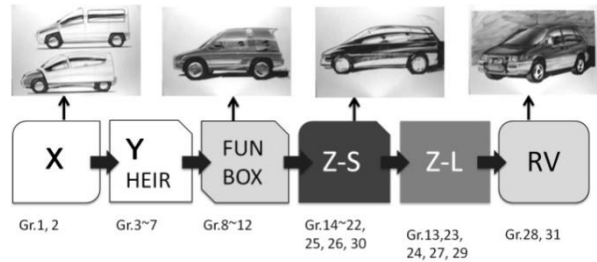 X
Y
HEIR
FUN
BOX
Z-S
Z-L
RV
Gr.1, 2
Gr.3~7
Gr.8~12
Gr.14~22,
25, 26, 30
Gr.13,23,
24, 27, 29
Gr.28, 31